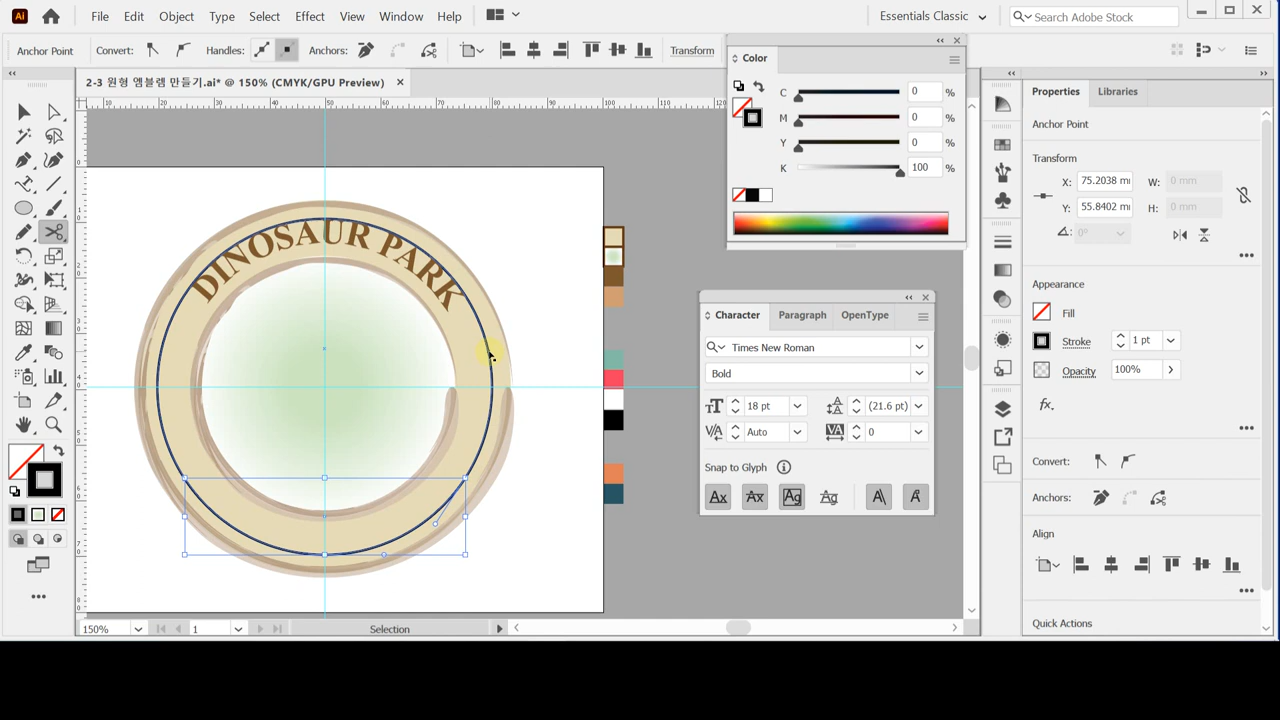 Ai
File Edit Object Type Select Effect View Window Help
Essentials Classic
Search Adobe Stock
Anchor Point
Convert:
Handles:
Anchors:
Transform
2-3 원형 엠블렘 만들기.ai* @ 150% (CMYK/GPU Preview)
Color
C 0 %
M 0 %
Y 0 %
K 100 %
DINOSAUR PARK
Character Paragraph OpenType
Times New Roman
Bold
18 pt
(21.6 pt)
Auto
0
Snap to Glyph
Properties Libraries
Anchor Point
Transform
X: 75.2038 m
W: 0 mm
Y: 55.8402 m
H: 0 mm
0°
Appearance
Fill
Stroke 1 pt
Opacity 100%
fx
Convert:
Anchors:
Align
Quick Actions
150%
1
Selection